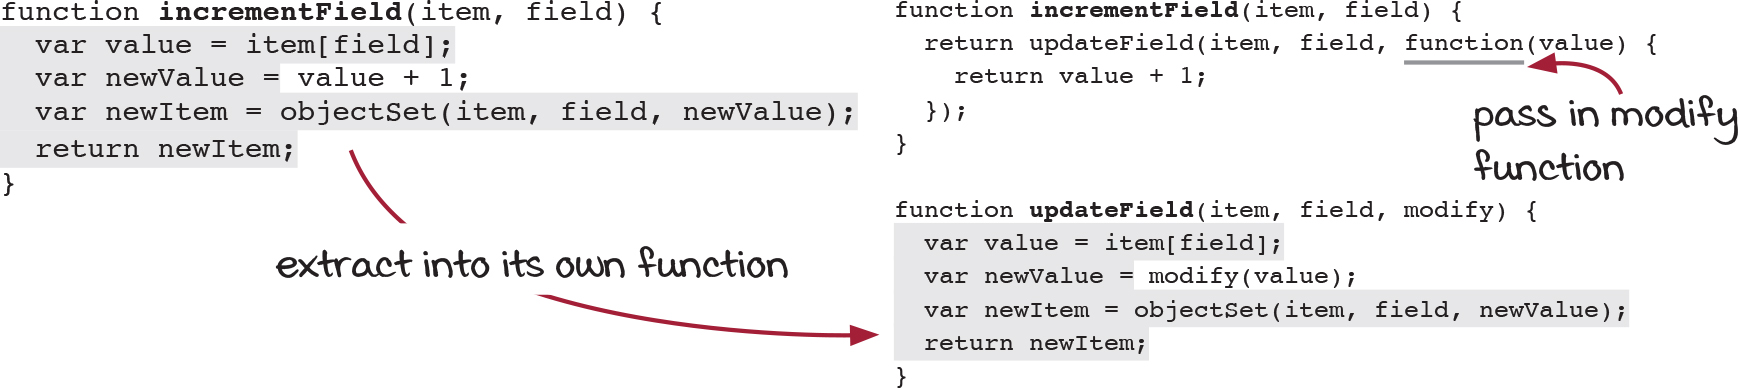 function incrementField(item, field) {
  var value = item[field];
  var newValue = value + 1;
  var newItem = objectSet(item, field, newValue);
  return newItem;
}
extract into its own function
function incrementField(item, field) {
  return updateField(item, field, function(value) {
    return value + 1;
  });
}
pass in modify
function
function updateField(item, field, modify) {
  var value = item[field];
  var newValue = modify(value);
  var newItem = objectSet(item, field, newValue);
  return newItem;
}